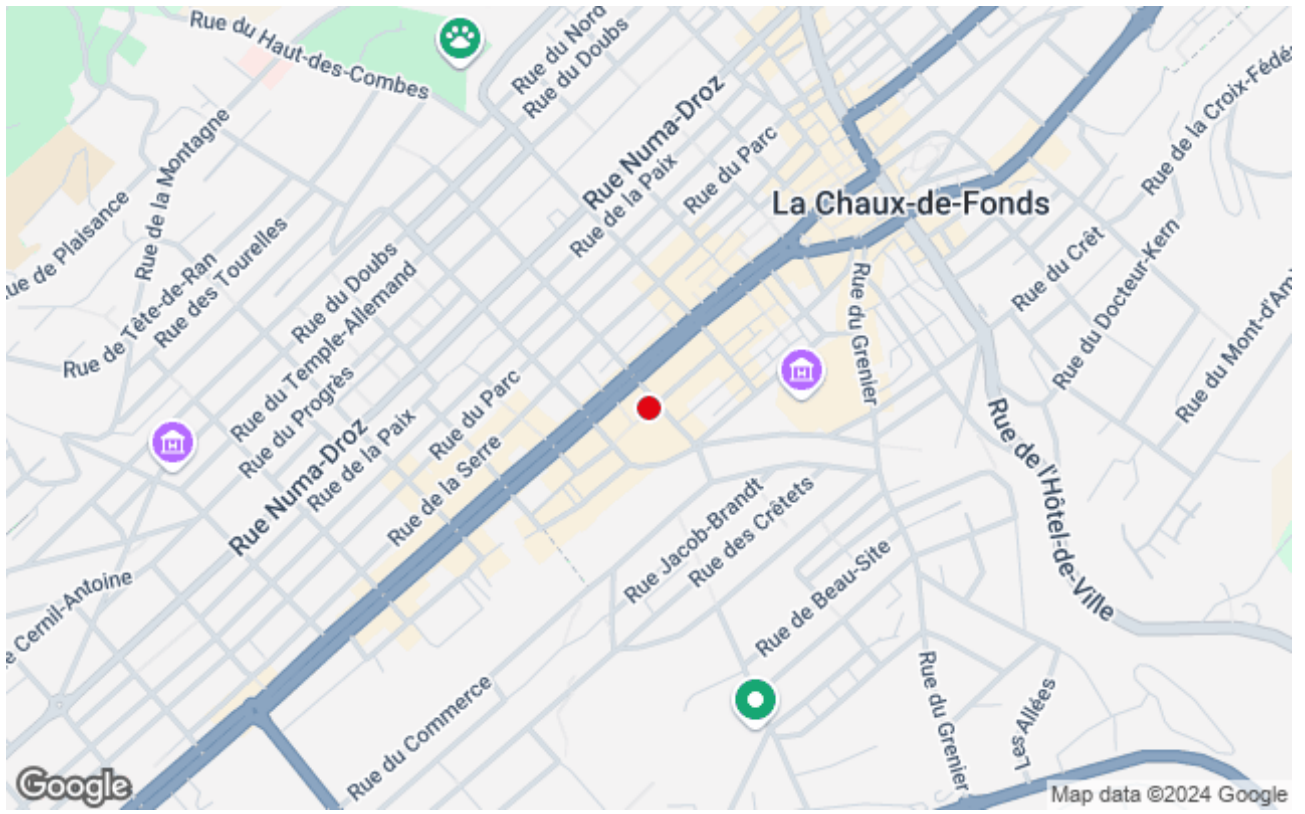 Rue du Haut-des-Combes
Rue du Nord
Rue du Doubs
Rue Numa-Droz
Rue de la Paix
Rue du Parc
Rue de la Croix-Fédé
La Chaux-de-Fonds
Rue de la Montagne
ue de Plaisance
Rue de Tête-de-Ran
Rue des Tourelles
Rue du Doubs
Rue du Temple-Allemand
Rue du Progrès
Rue Numa-Droz
Rue de la Paix
Rue du Parc
Rue de la Serre
Rue du Grenier
Rue du Crêt
Rue du Docteur-Kern
Rue du Mont-d'Am
Rue de l'Hôtel-de-Ville
Rue Jacob-Brandt
Rue des Crêtets
Rue de Beau-Site
e Cernil-Antoine
Rue du Commerce
Rue du Grenier
Les Allées
Google
Map data ©2024 Google